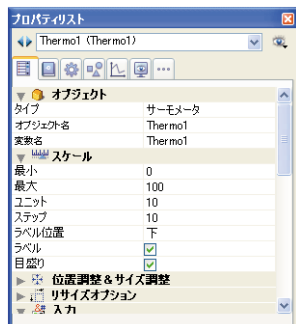 プロパティリスト
Thermo1 (Thermo1)
オブジェクト
タイプ サーモメータ
オブジェクト名 Thermo1
変数名 Thermo1
スケール
最小 0
最大 100
ユニット 10
ステップ 10
ラベル位置 下
ラベル
目盛り
位置調整＆サイズ調整
リサイズオプション
入力